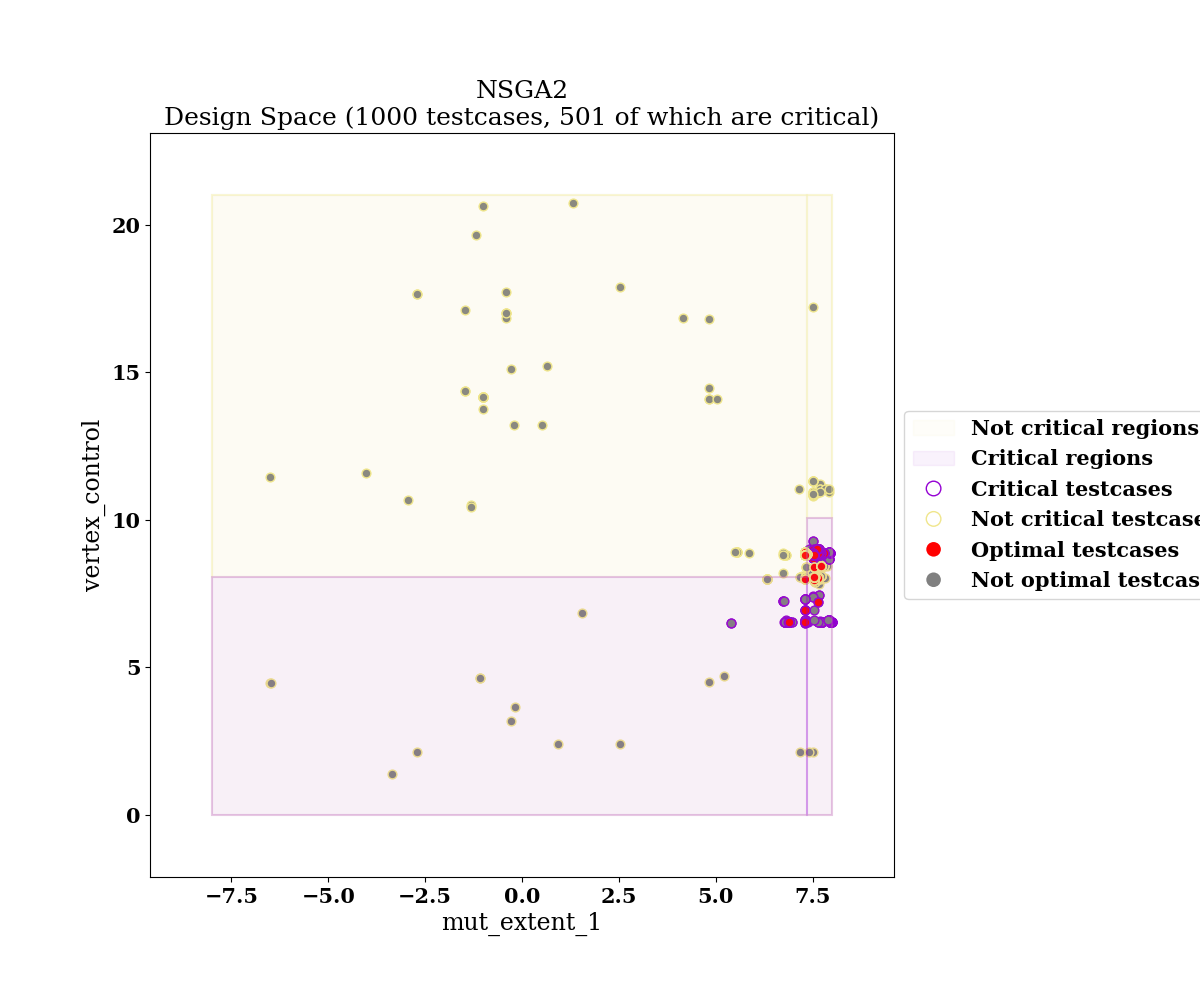 NSGA2
Design Space (1000 testcases, 501 of which are critical)
vertex_control
20
15
10
5
0
−7.5 −5.0 −2.5 0.0 2.5 5.0 7.5
mut_extent_1
Not critical regions
Critical regions
Critical testcases
Not critical testcase
Optimal testcases
Not optimal testcas